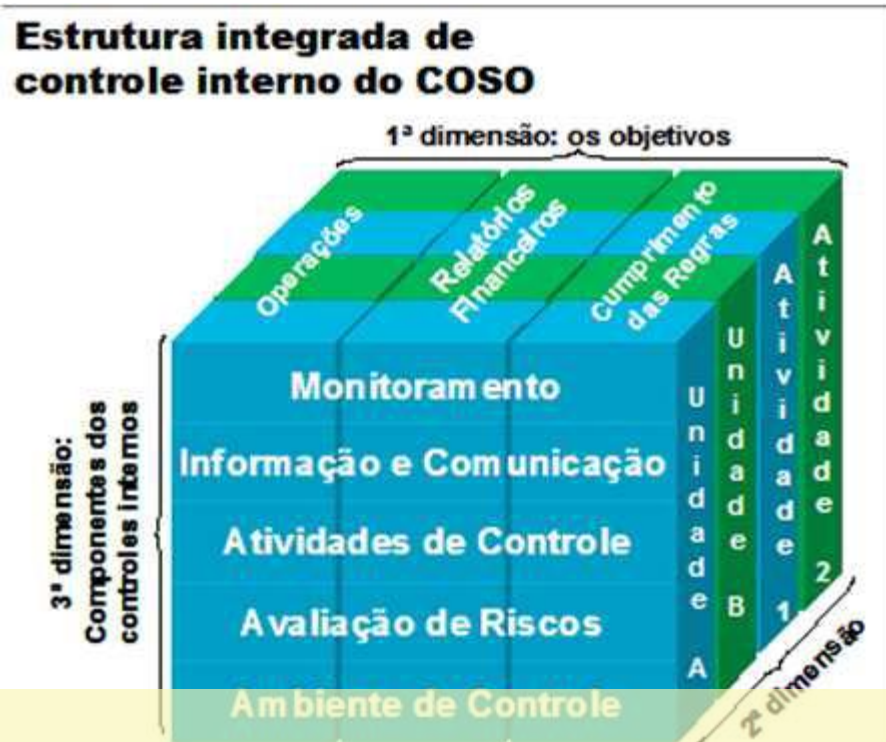 Estrutura integrada de
controle interno do COSO
1ª dimensão: os objetivos
Operações
Relatórios
Financeiros
Cumprimento
das Regras
Monitoramento
Informação e Comunicação
Atividades de Controle
Avaliação de Riscos
Ambiente de Controle
Unidade A
Unidade B
Atividade 1
Atividade 2
3ª dimensão:
Componentes dos
controles internos
2ª dimensão